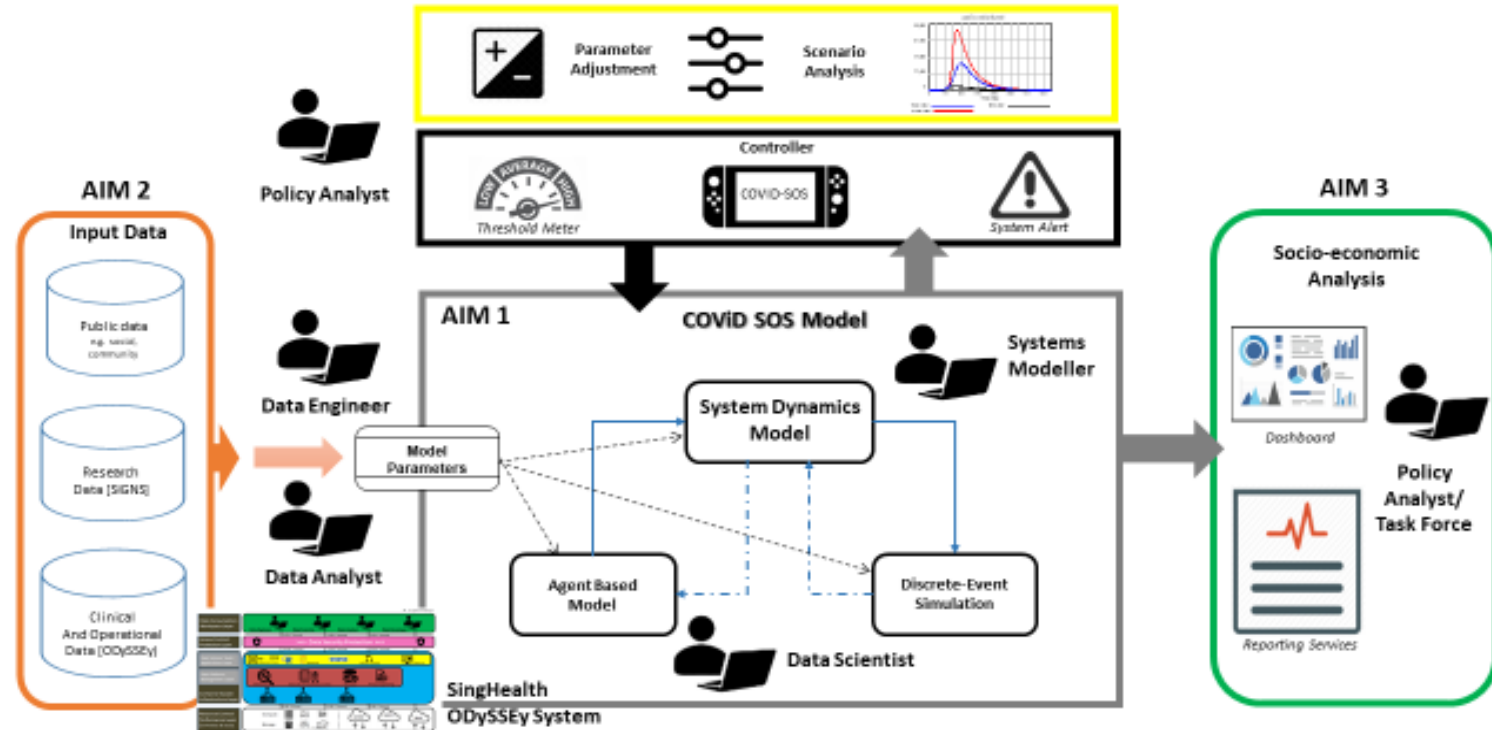 Parameter
Adjustment
Scenario
Analysis
Policy Analyst
Controller
LOW
AVERAGE
HIGH
Threshold Meter
COVID-SOS
System Alert
AIM 2
Input Data
Public data
e.g. social,
community
Research
Data [SIGNS]
Clinical
And Operational
Data [ODySSEy]
Data Engineer
Data Analyst
Model
Parameters
AIM 1
COViD SOS Model
Systems
Modeller
System Dynamics
Model
Agent Based
Model
Discrete-Event
Simulation
Data Scientist
SingHealth
ODySSEy System
AIM 3
Socio-economic
Analysis
Dashboard
Policy
Analyst/
Task Force
Reporting Services